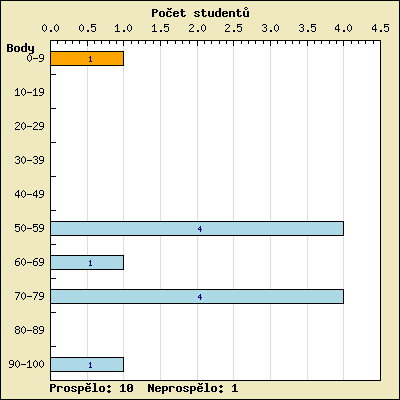 Počet studentů
0.0 0.5 1.0 1.5 2.0 2.5 3.0 3.5 4.0 4.5
Body
0-9 1
10-19
20-29
30-39
40-49
50-59 4
60-69 1
70-79 4
80-89
90-100 1
Prospělo: 10 Neprospělo: 1